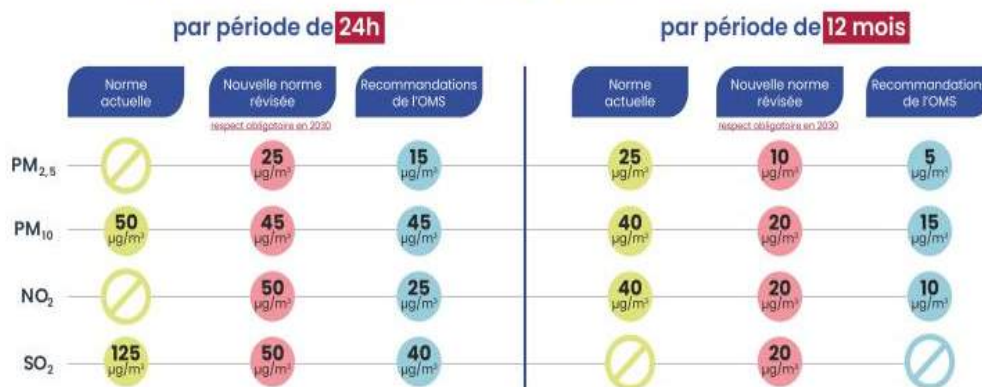 par période de 24h
par période de 12 mois
Norme
actuelle
Nouvelle norme
révisée
Recommandations
de l'OMS
Norme
actuelle
Nouvelle norme
révisée
Recommandations
de l'OMS
respect obligatoire en 2030
respect obligatoire en 2030
PM2,5
25
µg/m³
15
µg/m³
25
µg/m³
10
µg/m³
5
µg/m³
PM10
50
µg/m³
45
µg/m³
45
µg/m³
40
µg/m³
20
µg/m³
15
µg/m³
NO2
50
µg/m³
25
µg/m³
40
µg/m³
20
µg/m³
10
µg/m³
SO2
125
µg/m³
50
µg/m³
40
µg/m³
20
µg/m³